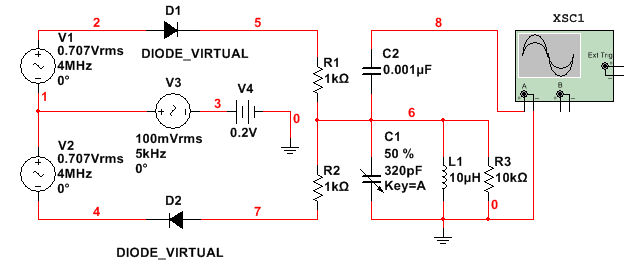 XSC1
V1
0.707Vrms
4MHz
0°
2
D1
5
DIODE_VIRTUAL
8
Ext Trig
A
B
R1
1kΩ
C2
0.001µF
1
V3
100mVrms
5kHz
0°
3
V4
0.2V
0
6
V2
0.707Vrms
4MHz
0°
R2
1kΩ
C1
50 %
320pF
Key=A
L1
10µH
R3
10kΩ
0
4
D2
7
DIODE_VIRTUAL